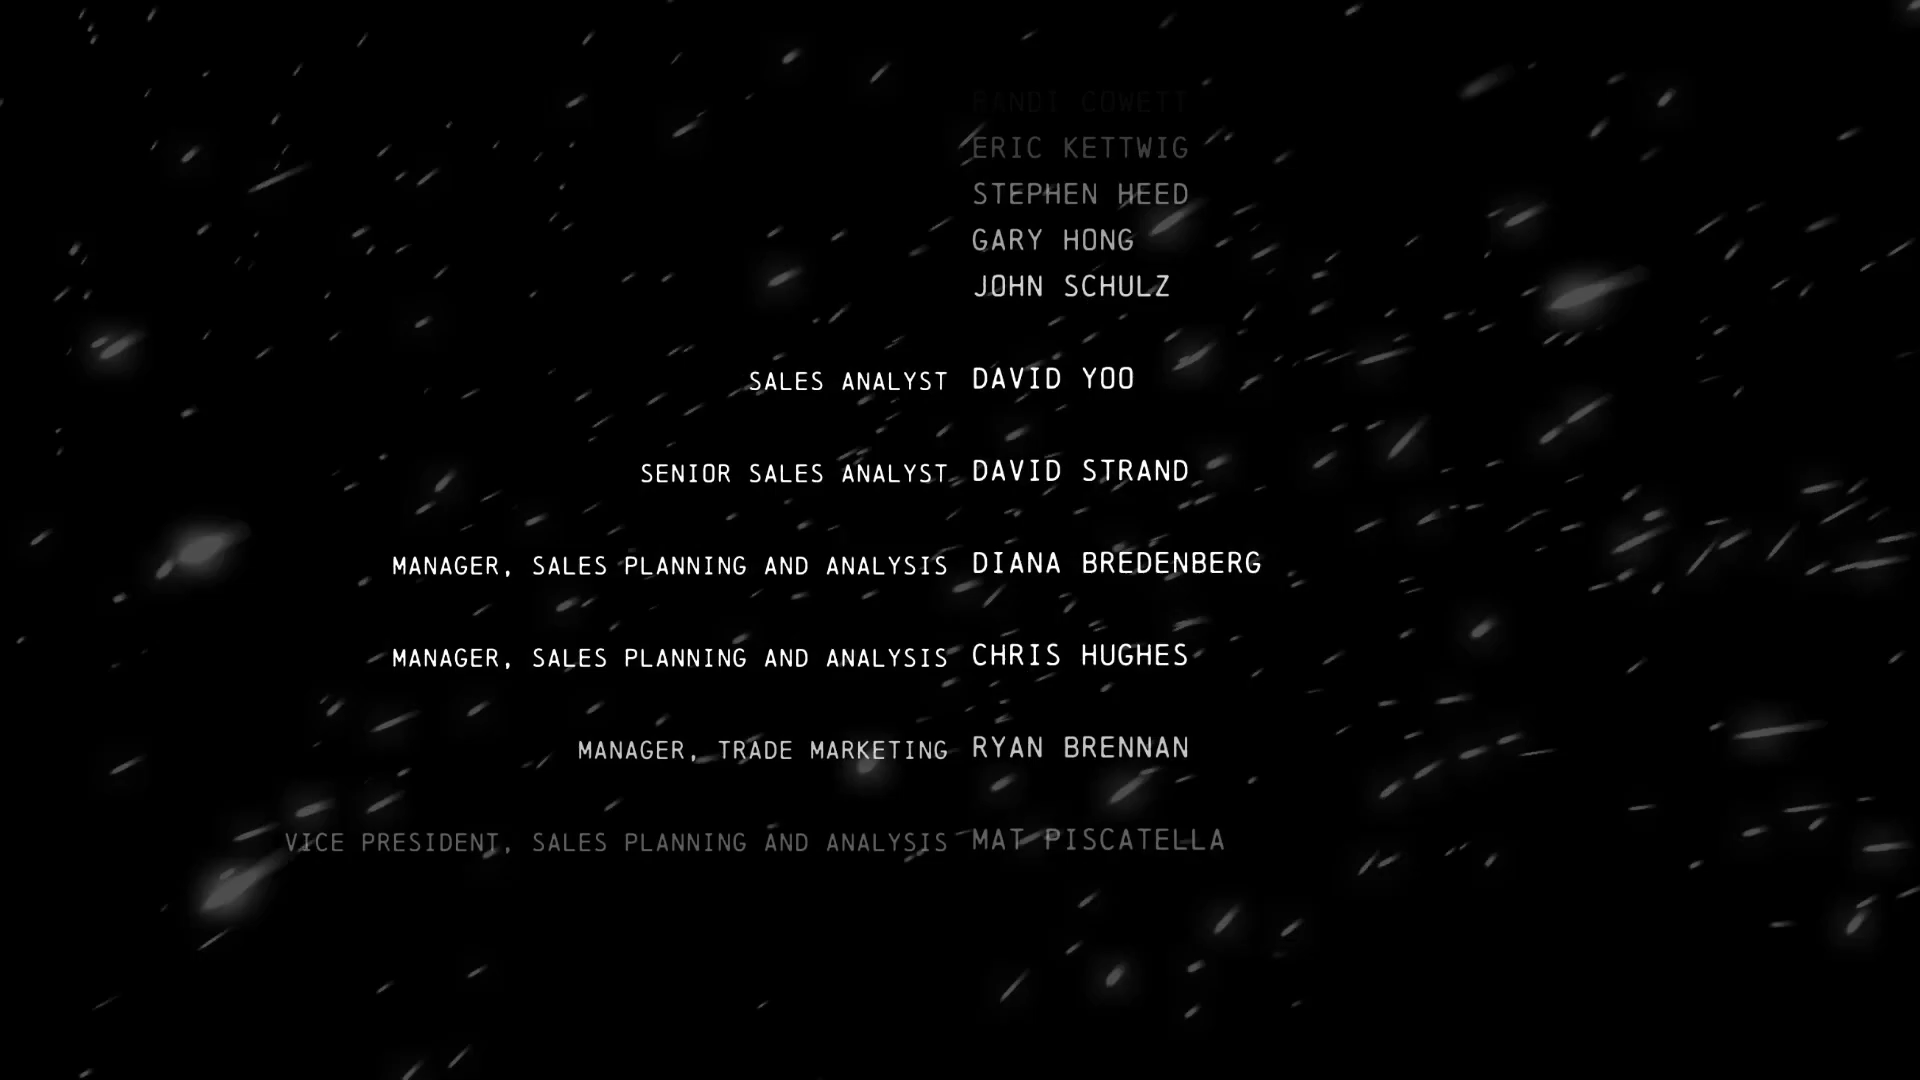 RANDI COWETT
ERIC KETTWIG
STEPHEN HEED
GARY HONG
JOHN SCHULZ
SALES ANALYST DAVID YOO
SENIOR SALES ANALYST DAVID STRAND
MANAGER, SALES PLANNING AND ANALYSIS DIANA BREDENBERG
MANAGER, SALES PLANNING AND ANALYSIS CHRIS HUGHES
MANAGER, TRADE MARKETING RYAN BRENNAN
VICE PRESIDENT, SALES PLANNING AND ANALYSIS MAT PISCATELLA